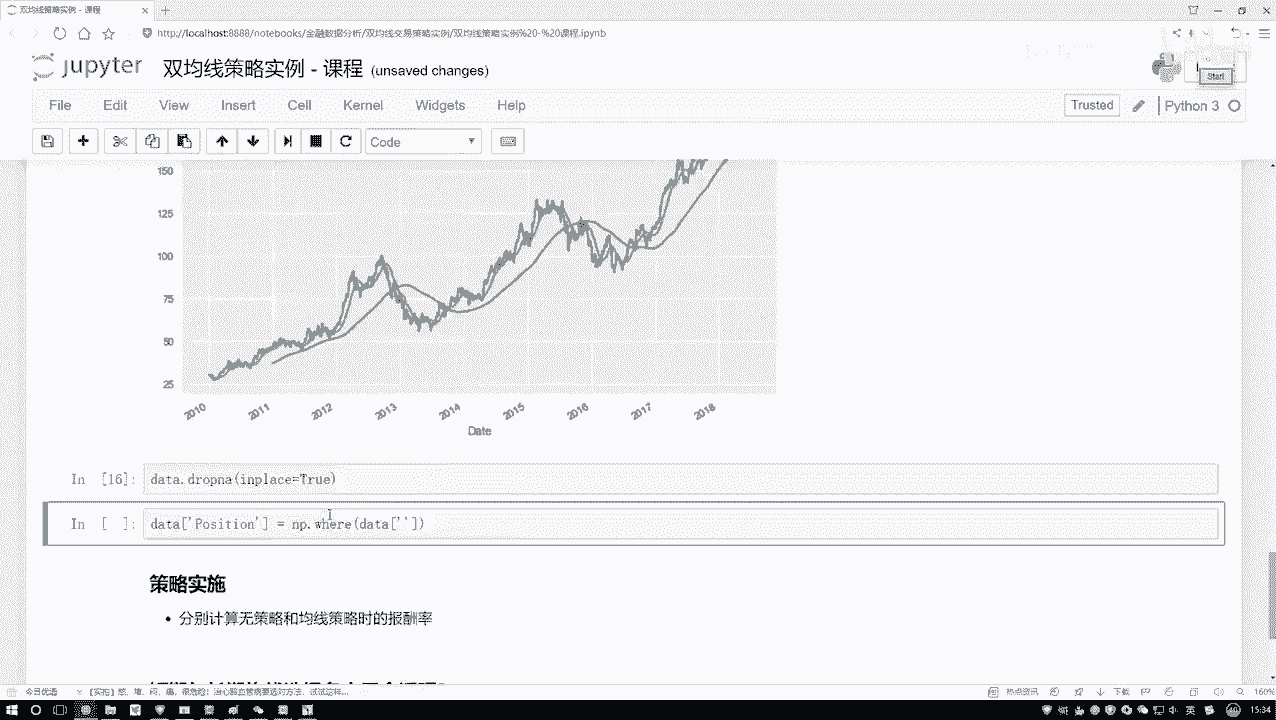 双均线策略实例 - 课程
http://localhost:8888/notebooks/金融数据分析/双均线交易策略实例/双均线策略实例%20-%20课程.ipynb
jupyter 双均线策略实例 - 课程 (unsaved changes)
Start
File Edit View Insert Cell Kernel Widgets Help
Trusted Python 3
Code
150
125
100
75
50
25
2010 2011 2012 2013 2014 2015 2016 2017 2018
Date
In [16]: data.dropna(inplace=True)
In [ ]: data['Position'] = np.where(data[''])
策略实施
分别计算无策略和均线策略时的报酬率
今日优选
热点资讯 下载 160%
英 15:34